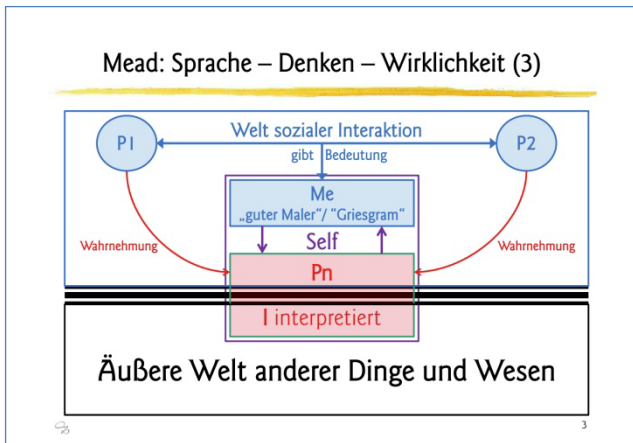 Mead: Sprache – Denken – Wirklichkeit (3)
P1
Welt sozialer Interaktion
P2
gibt Bedeutung
Me
„guter Maler“/ “Griesgram”
Wahrnehmung
Self
Wahrnehmung
Pn
I interpretiert
Äußere Welt anderer Dinge und Wesen
3